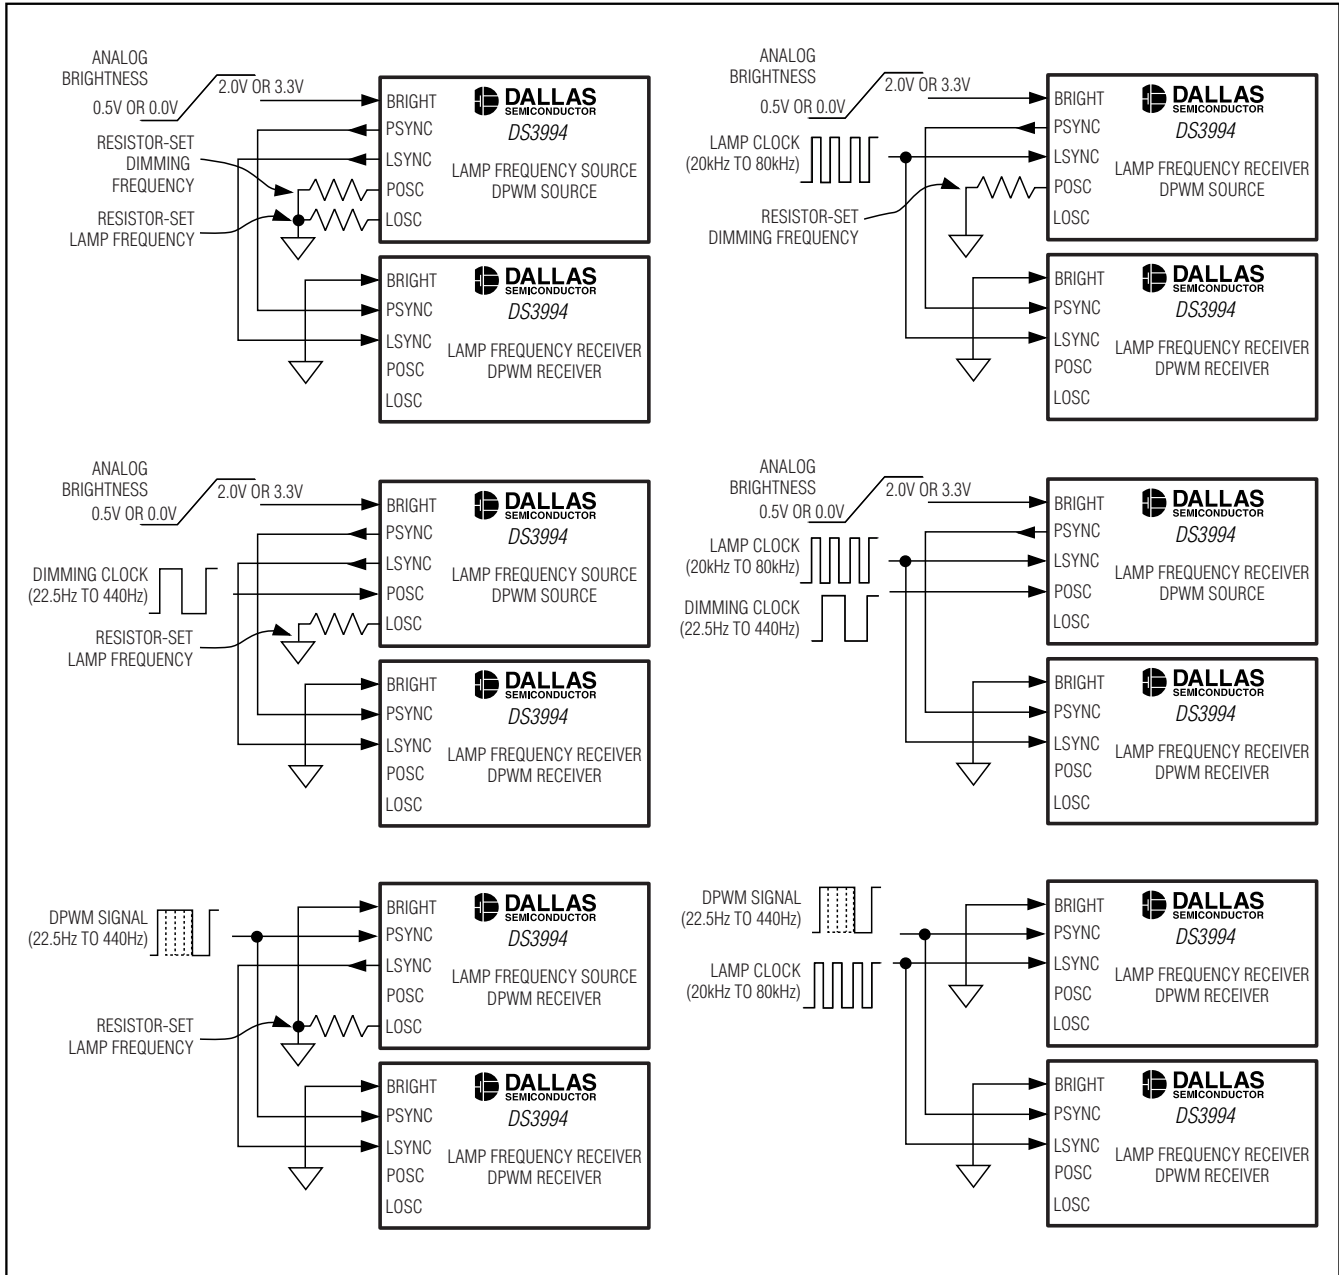 ANALOG
BRIGHTNESS
0.5V OR 0.0V
2.0V OR 3.3V
RESISTOR-SET
DIMMING
FREQUENCY
RESISTOR-SET
LAMP FREQUENCY
BRIGHT
PSYNC
LSYNC
POSC
LOSC
DALLAS
SEMICONDUCTOR
DS3994
LAMP FREQUENCY SOURCE
DPWM SOURCE
BRIGHT
PSYNC
LSYNC
POSC
LOSC
DALLAS
SEMICONDUCTOR
DS3994
LAMP FREQUENCY RECEIVER
DPWM RECEIVER
ANALOG
BRIGHTNESS
0.5V OR 0.0V
2.0V OR 3.3V
LAMP CLOCK
(20kHz TO 80kHz)
RESISTOR-SET
DIMMING FREQUENCY
BRIGHT
PSYNC
LSYNC
POSC
LOSC
DALLAS
SEMICONDUCTOR
DS3994
LAMP FREQUENCY RECEIVER
DPWM SOURCE
BRIGHT
PSYNC
LSYNC
POSC
LOSC
DALLAS
SEMICONDUCTOR
DS3994
LAMP FREQUENCY RECEIVER
DPWM RECEIVER
ANALOG
BRIGHTNESS
0.5V OR 0.0V
2.0V OR 3.3V
DIMMING CLOCK
(22.5Hz TO 440Hz)
RESISTOR-SET
LAMP FREQUENCY
BRIGHT
PSYNC
LSYNC
POSC
LOSC
DALLAS
SEMICONDUCTOR
DS3994
LAMP FREQUENCY SOURCE
DPWM SOURCE
BRIGHT
PSYNC
LSYNC
POSC
LOSC
DALLAS
SEMICONDUCTOR
DS3994
LAMP FREQUENCY RECEIVER
DPWM RECEIVER
ANALOG
BRIGHTNESS
0.5V OR 0.0V
2.0V OR 3.3V
LAMP CLOCK
(20kHz TO 80kHz)
DIMMING CLOCK
(22.5Hz TO 440Hz)
BRIGHT
PSYNC
LSYNC
POSC
LOSC
DALLAS
SEMICONDUCTOR
DS3994
LAMP FREQUENCY RECEIVER
DPWM SOURCE
BRIGHT
PSYNC
LSYNC
POSC
LOSC
DALLAS
SEMICONDUCTOR
DS3994
LAMP FREQUENCY RECEIVER
DPWM RECEIVER
DPWM SIGNAL
(22.5Hz TO 440Hz)
RESISTOR-SET
LAMP FREQUENCY
BRIGHT
PSYNC
LSYNC
POSC
LOSC
DALLAS
SEMICONDUCTOR
DS3994
LAMP FREQUENCY SOURCE
DPWM RECEIVER
BRIGHT
PSYNC
LSYNC
POSC
LOSC
DALLAS
SEMICONDUCTOR
DS3994
LAMP FREQUENCY RECEIVER
DPWM RECEIVER
DPWM SIGNAL
(22.5Hz TO 440Hz)
LAMP CLOCK
(20kHz TO 80kHz)
BRIGHT
PSYNC
LSYNC
POSC
LOSC
DALLAS
SEMICONDUCTOR
DS3994
LAMP FREQUENCY RECEIVER
DPWM RECEIVER
BRIGHT
PSYNC
LSYNC
POSC
LOSC
DALLAS
SEMICONDUCTOR
DS3994
LAMP FREQUENCY RECEIVER
DPWM RECEIVER